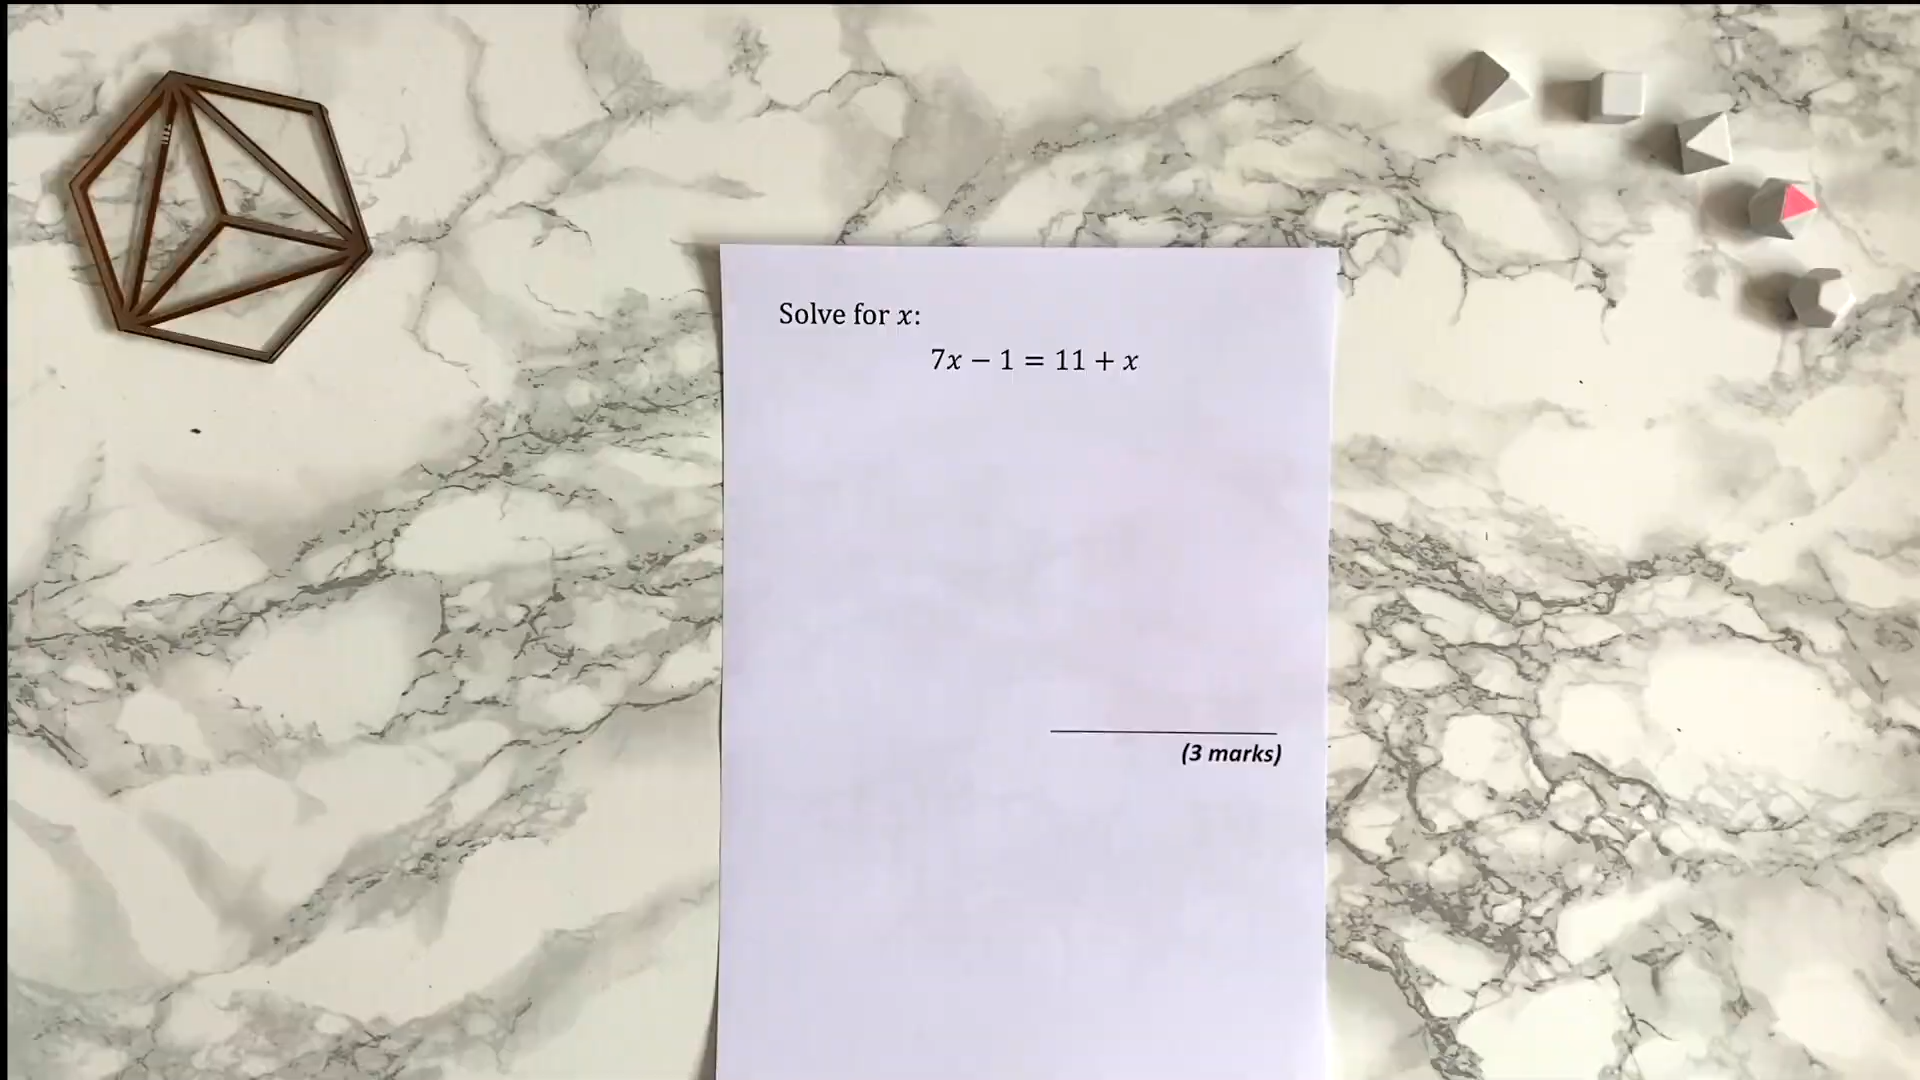 Solve for x:
7x − 1 = 11 + x
(3 marks)